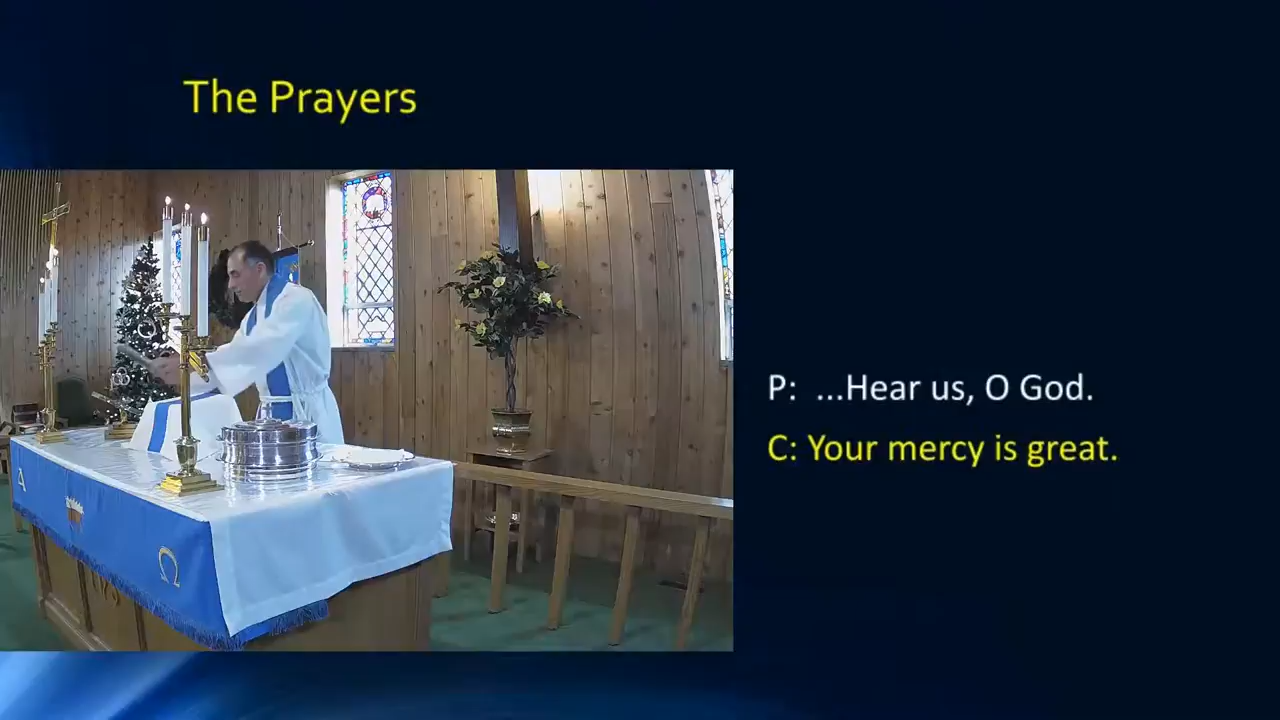 The Prayers
P: ...Hear us, O God.
C: Your mercy is great.
A
Ω